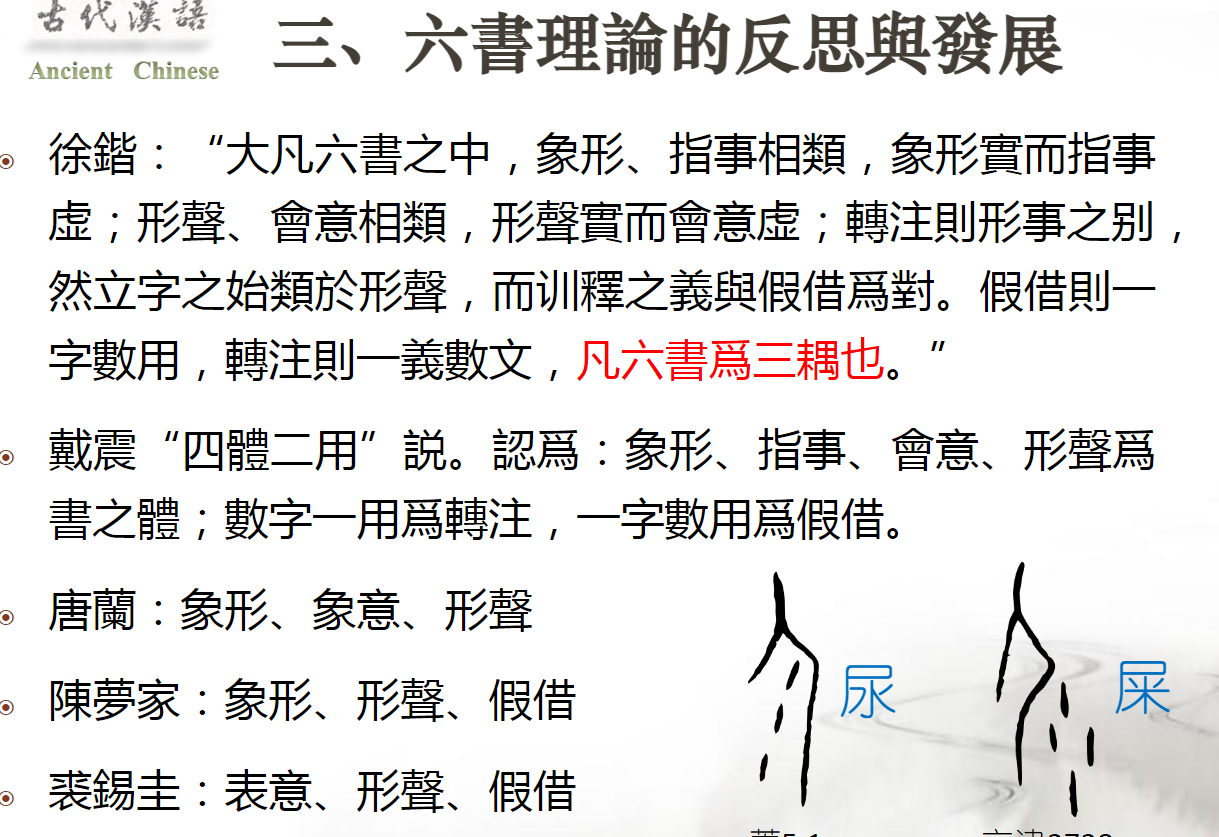 古代漢語
Ancient Chinese
三、六書理論的反思與發展
徐鍇：“大凡六書之中，象形、指事相類，象形實而指事
虛；形聲、會意相類，形聲實而會意虛；轉注則形事之别，
然立字之始類於形聲，而训釋之義與假借爲對。假借則一
字數用，轉注則一義數文，凡六書爲三耦也。”
戴震“四體二用”説。認爲：象形、指事、會意、形聲爲
書之體；數字一用爲轉注，一字數用爲假借。
唐蘭：象形、象意、形聲
陳夢家：象形、形聲、假借
裘錫圭：表意、形聲、假借
尿
屎